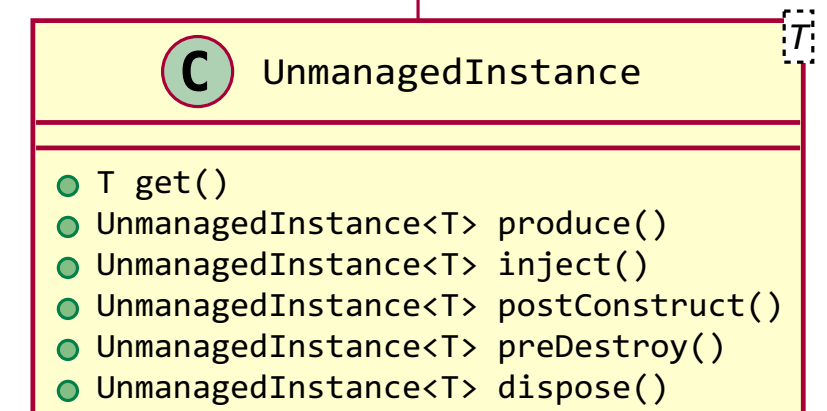 T
C UnmanagedInstance
T get()
UnmanagedInstance<T> produce()
UnmanagedInstance<T> inject()
UnmanagedInstance<T> postConstruct()
UnmanagedInstance<T> preDestroy()
UnmanagedInstance<T> dispose()